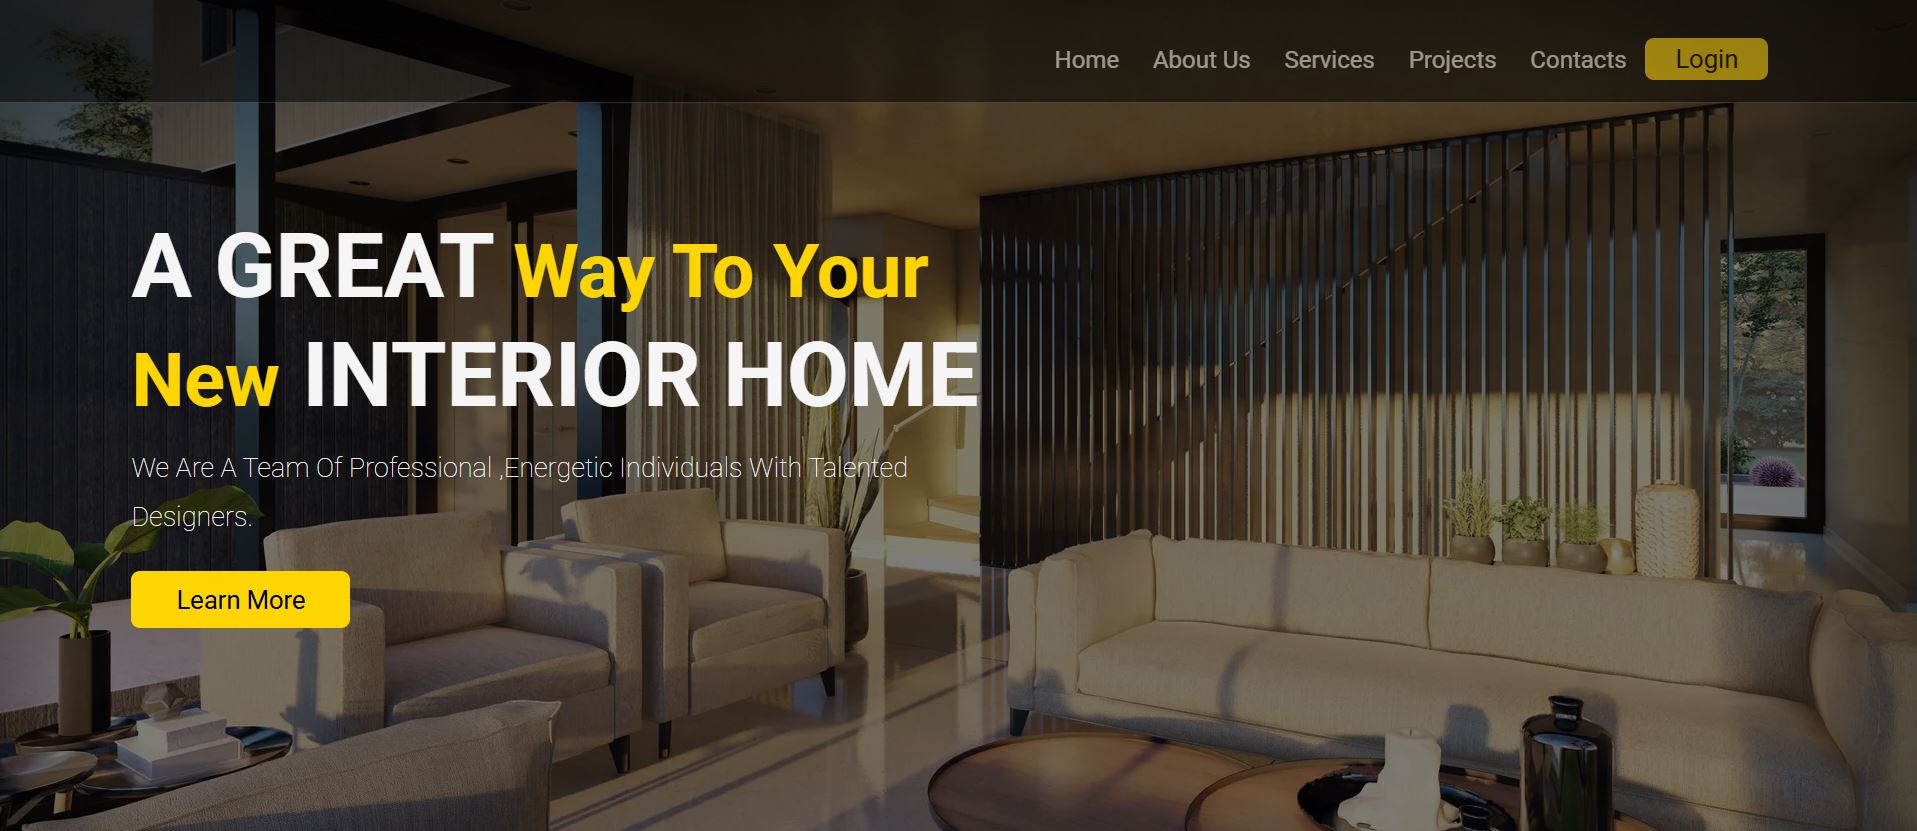 Home About Us Services Projects Contacts Login
A GREAT Way To Your
New INTERIOR HOME
We Are A Team Of Professional ,Energetic Individuals With Talented
Designers.
Learn More